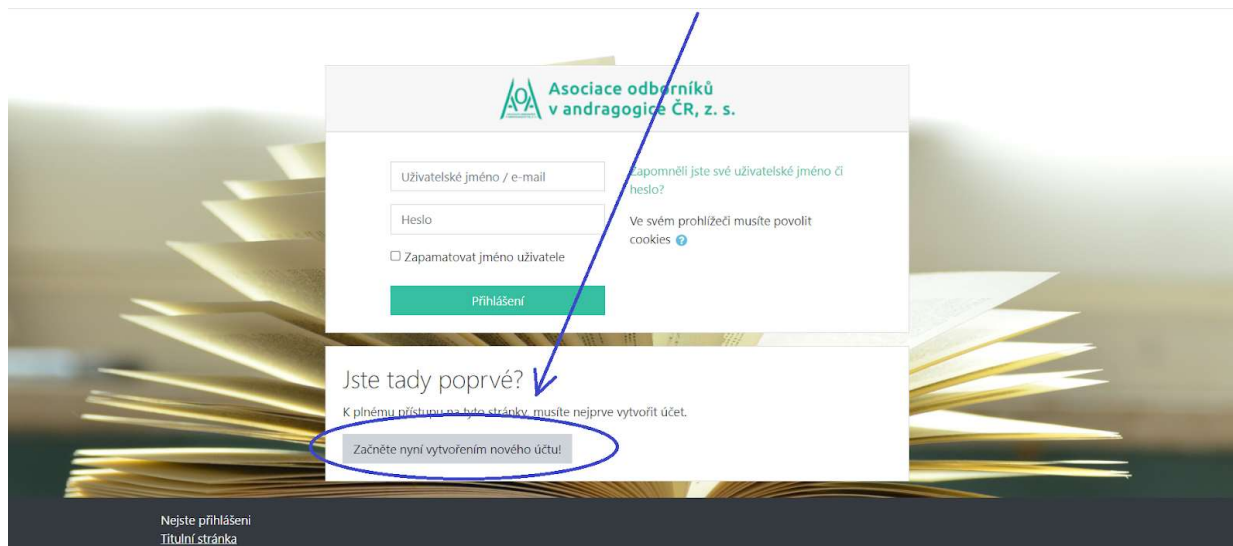 Asociace odborníků
v andragogice ČR, z. s.
Uživatelské jméno / e-mail
Heslo
Zapamatovat jméno uživatele
Přihlášení
Zapomněli jste své uživatelské jméno či
heslo?
Ve svém prohlížeči musíte povolit
cookies ?
Jste tady poprvé?
K plnému přístupu na tyto stránky, musíte nejprve vytvořit účet.
Začněte nyní vytvořením nového účtu!
Nejste přihlášeni
Titulní stránka